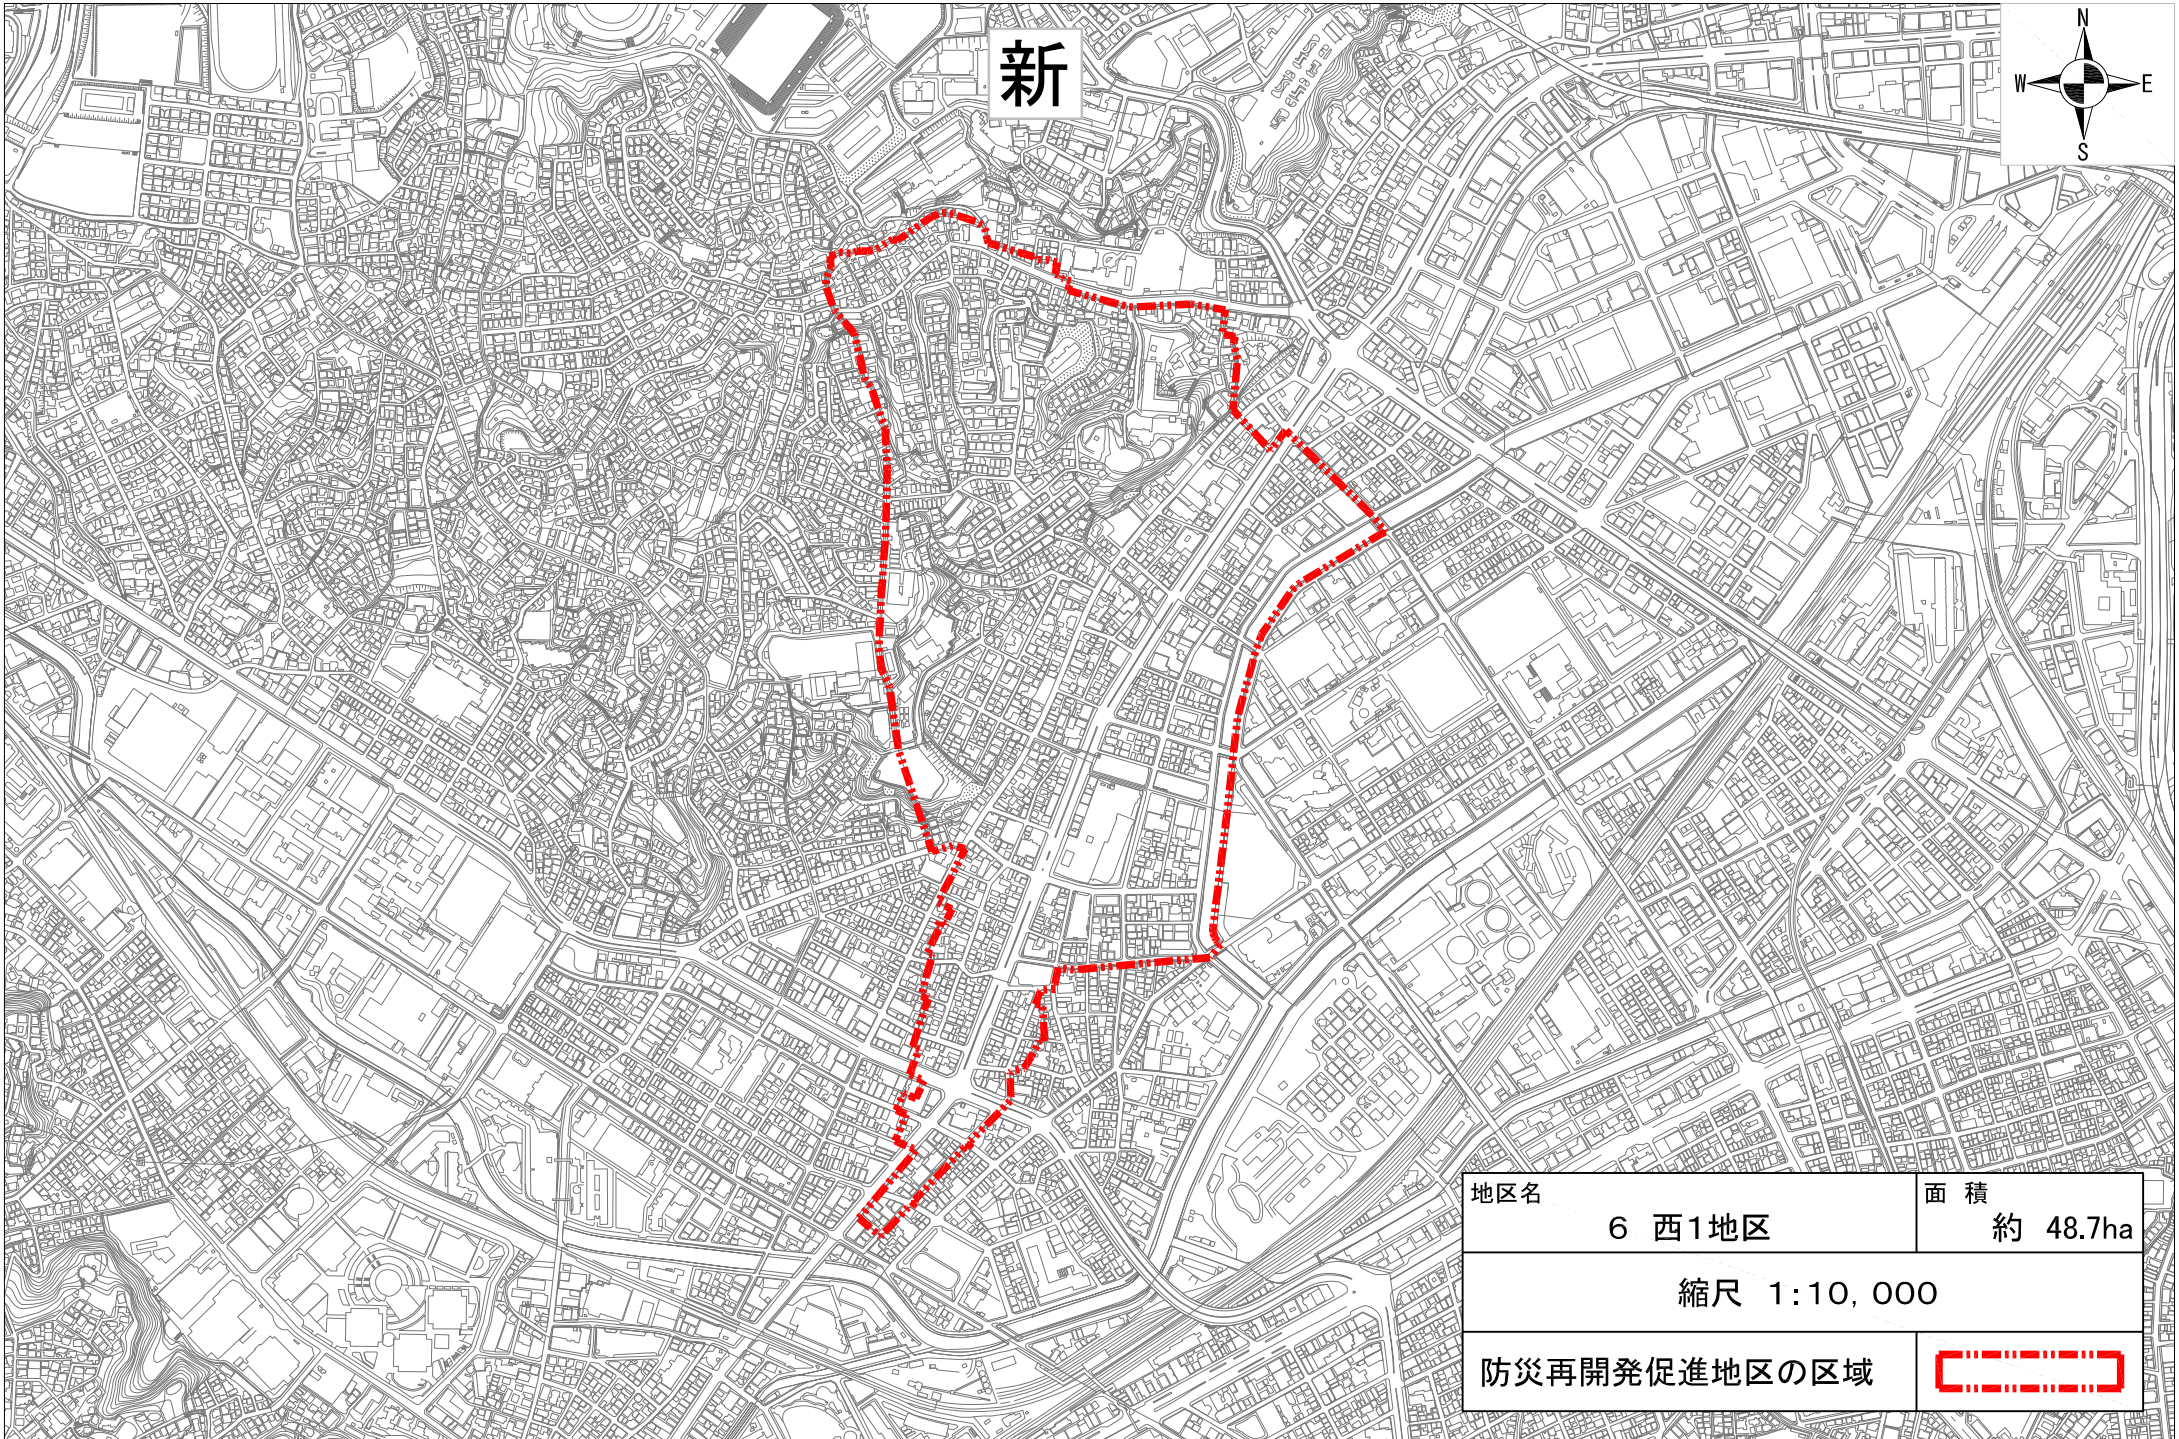 新
N
W E
S
地区名
6 西1地区
面 積
約 48.7ha
縮尺 1:10,000
防災再開発促進地区の区域